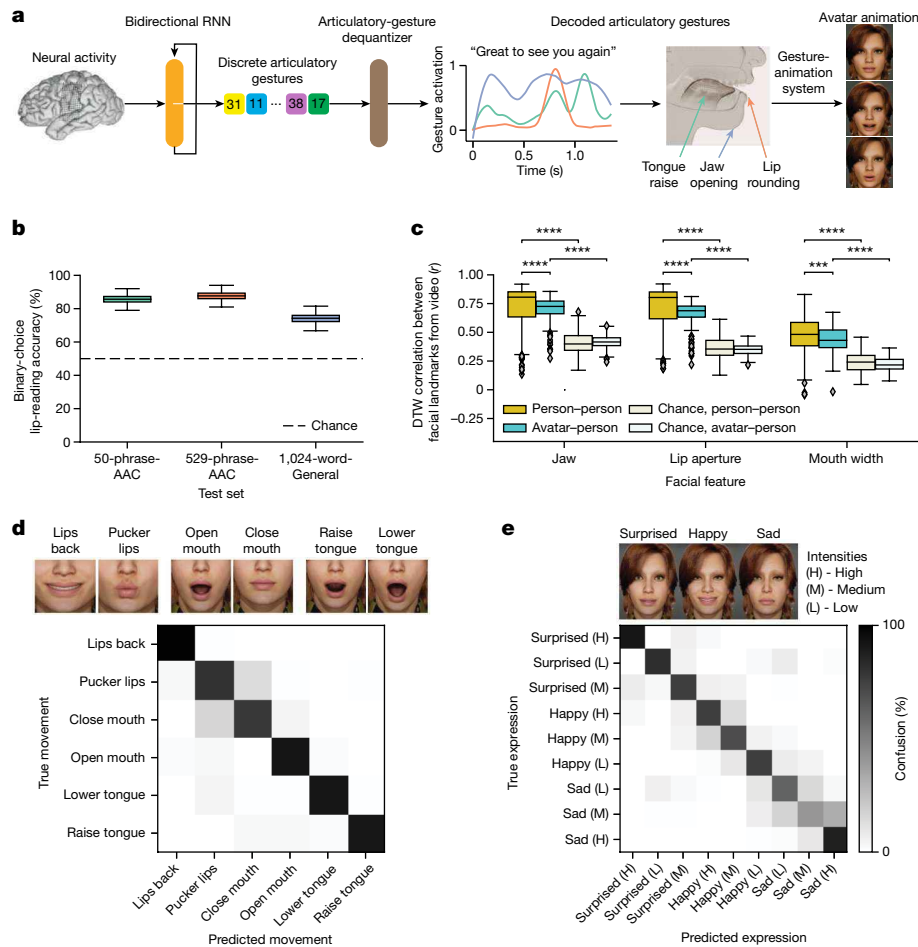 a
Bidirectional RNN
Articulatory-gesture
dequantizer
Decoded articulatory gestures
Avatar animation
Neural activity
Discrete articulatory
gestures
31 11 ... 38 17
"Great to see you again"
Gesture activation
1
0
0 0.5 1.0
Time (s)
Tongue
raise
Jaw
opening
Lip
rounding
Gesture-
animation
system
b
Binary-choice
lip-reading accuracy (%)
100
80
60
40
20
0
Chance
50-phrase-
AAC
529-phrase-
AAC
1,024-word-
General
Test set
c
DTW correlation between
facial landmarks from video (r)
1.00
0.75
0.50
0.25
0
−0.25
**** **** ****
**** **** ***
**** **** ****
Person–person
Avatar–person
Chance, person–person
Chance, avatar–person
Jaw
Lip aperture
Mouth width
Facial feature
d
Lips
back
Pucker
lips
Open
mouth
Close
mouth
Raise
tongue
Lower
tongue
True movement
Lips back
Pucker lips
Close mouth
Open mouth
Lower tongue
Raise tongue
Lips back
Pucker lips
Close mouth
Open mouth
Lower tongue
Raise tongue
Predicted movement
e
Surprised Happy Sad
Intensities
(H) - High
(M) - Medium
(L) - Low
True expression
Surprised (H)
Surprised (L)
Surprised (M)
Happy (H)
Happy (M)
Happy (L)
Sad (L)
Sad (M)
Sad (H)
Surprised (H)
Surprised (L)
Surprised (M)
Happy (H)
Happy (M)
Happy (L)
Sad (L)
Sad (M)
Sad (H)
Predicted expression
100
0
Confusion (%)